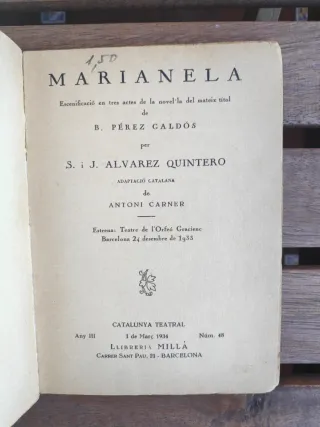 1,50
MARIANELA
Escenificació en tres actes de la novel·la del mateix títol
de
B. PÉREZ GALDÓS
per
S. i J. ALVAREZ QUINTERO
ADAPTACIÓ CATALANA
de
ANTONI CARNER
Estrena: Teatre de l'Orfeó Gracienc
Barcelona 24 desembre de 1933
CATALUNYA TEATRAL
Any III 1 de Març 1934 Núm. 48
LLIBRERIA MILLÀ
CARRER SANT PAU, 21 - BARCELONA